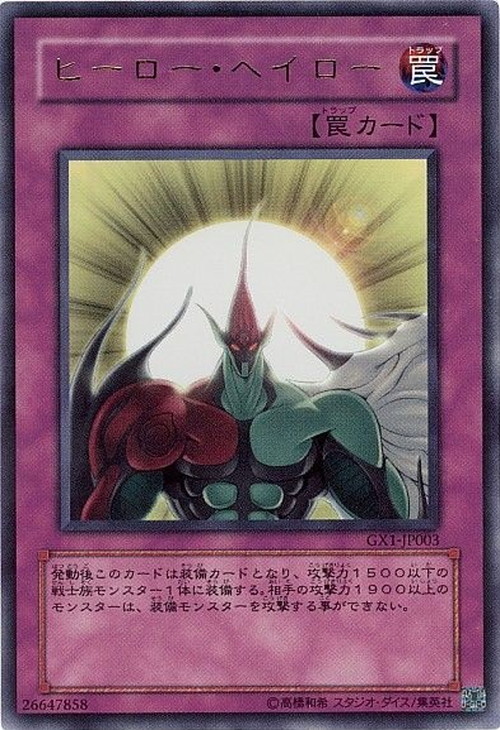 ヒーロー・ヘイロー
トラップ
罠
トラップ
【罠カード】
GX1-JP003
発動後このカードは装備カードとなり、攻撃力1500以下の
戦士族モンスター1体に装備する。相手の攻撃力1900以上の
モンスターは、装備モンスターを攻撃する事ができない。
26647858
©高橋和希 スタジオ・ダイス/集英社